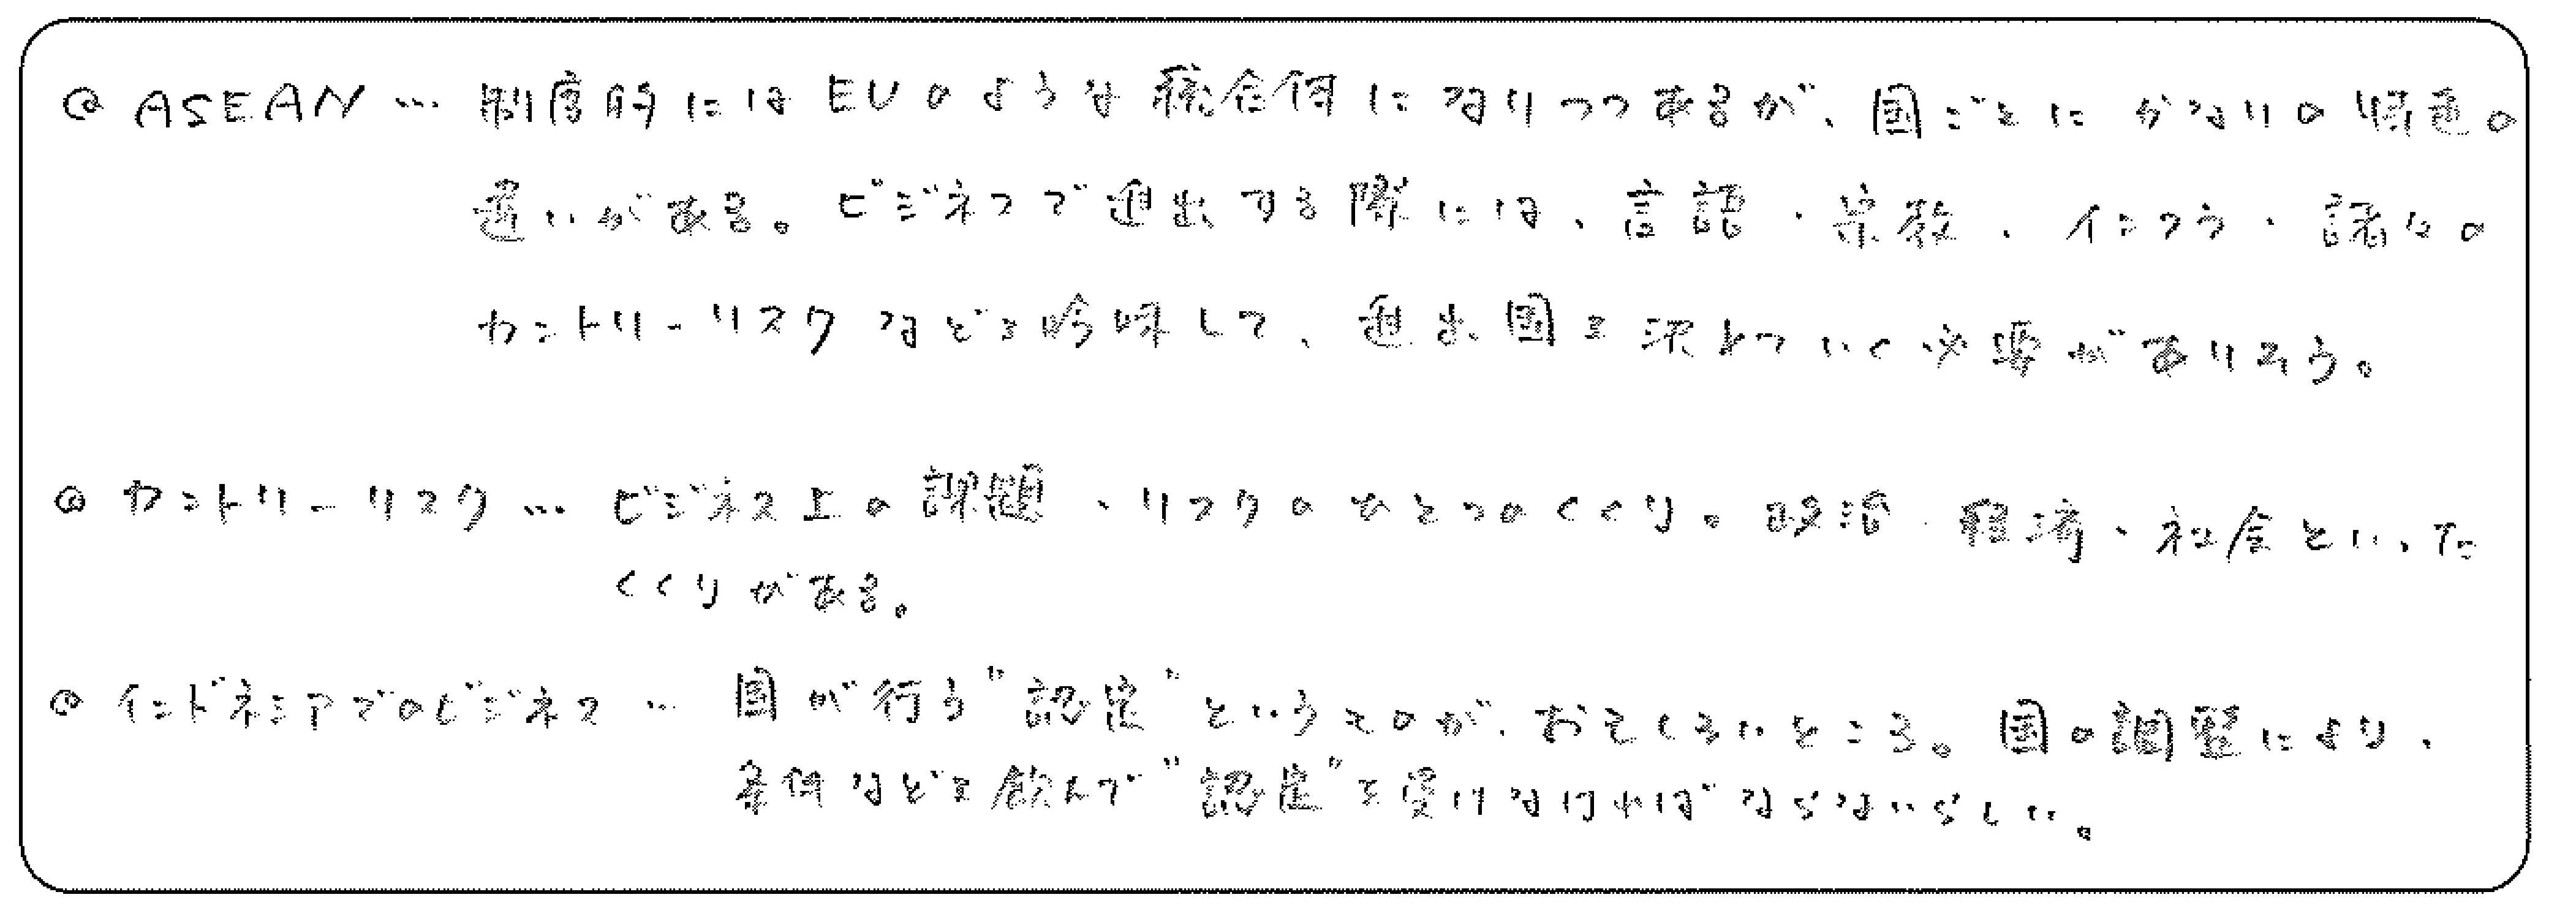 ◎ ASEAN … 制度的にはEUのような統合体になりつつあるが、国ごとにかなりの特色の
違いがある。ビジネスで進出する際には、言語・宗教・インフラ・諸々の
カントリーリスクなどを吟味して、進出国を決めていく必要がありそう。
◎ カントリーリスク … ビジネス上の課題・リスクのひとつのくくり。政治・経済・社会といった
くくりがある。
◎ インドネシアでのビジネス … 国が行う"認定"というものが、おもしろいところ。国の調整により、
条件などを飲んで"認定"を受けなければならないらしい。